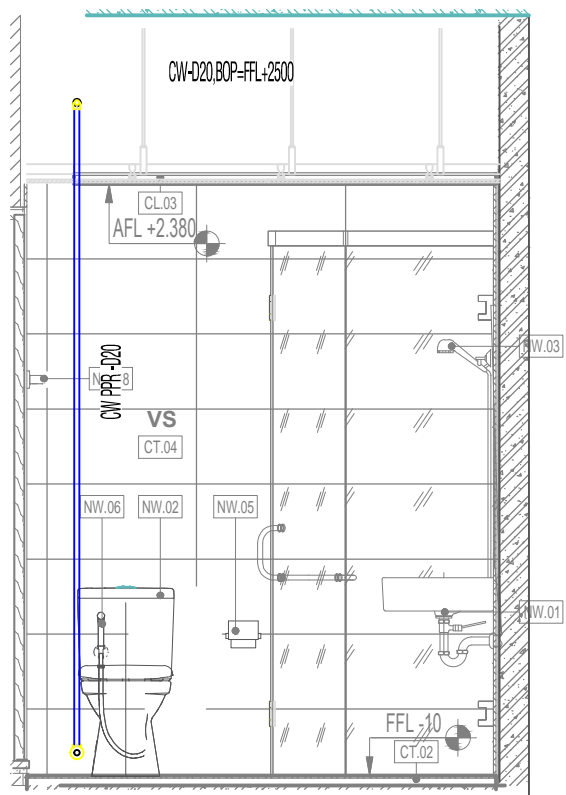 CW-D20,BOP=FFL+2500
CL.03
AFL +2.380
NW.03
CW PPR -D20
VS
CT.04
NW.06
NW.02
NW.05
NW.01
FFL -10
CT.02